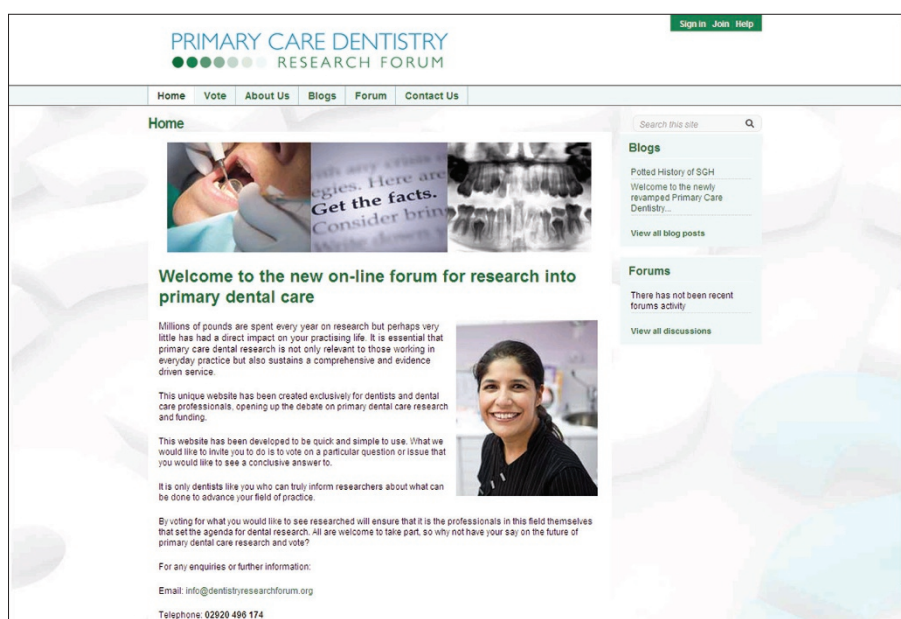 Sign in Join Help
PRIMARY CARE DENTISTRY
RESEARCH FORUM
Home Vote About Us Blogs Forum Contact Us
Home
Search this site
egies. Here are
Get the facts.
Consider brin
Welcome to the new on-line forum for research into
primary dental care
Millions of pounds are spent every year on research but perhaps very
little has had a direct impact on your practising life. It is essential that
primary care dental research is not only relevant to those working in
everyday practice but also sustains a comprehensive and evidence
driven service.
This unique website has been created exclusively for dentists and dental
care professionals, opening up the debate on primary dental care research
and funding.
This website has been developed to be quick and simple to use. What we
would like to invite you to do is to vote on a particular question or issue that
you would like to see a conclusive answer to.
It is only dentists like you who can truly inform researchers about what can
be done to advance your field of practice.
By voting for what you would like to see researched will ensure that it is the professionals in this field themselves
that set the agenda for dental research. All are welcome to take part, so why not have your say on the future of
primary dental care research and vote?
For any enquiries or further information:
Email: info@dentistryresearchforum.org
Telephone: 02920 496 174
Blogs
Potted History of SGH
Welcome to the newly
revamped Primary Care
Dentistry...
View all blog posts
Forums
There has not been recent
forums activity
View all discussions